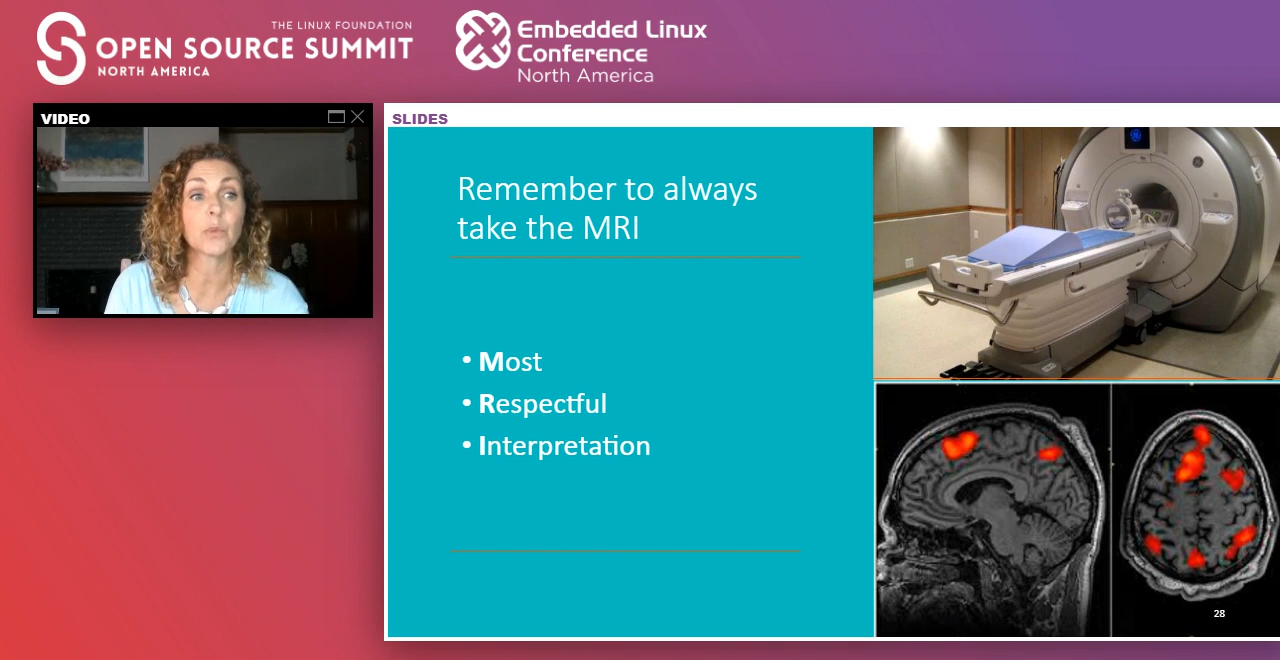 THE LINUX FOUNDATION
OPEN SOURCE SUMMIT
NORTH AMERICA
Embedded Linux
Conference
North America
VIDEO
SLIDES
Remember to always
take the MRI
• Most
• Respectful
• Interpretation
28